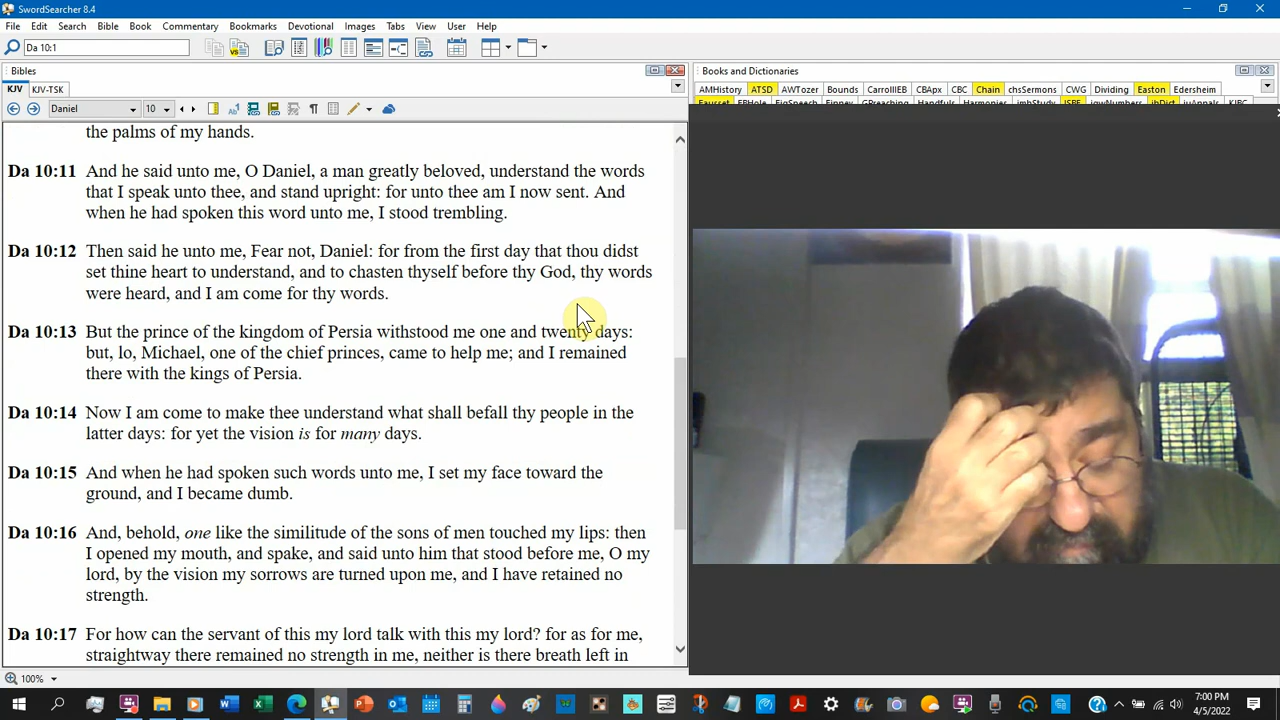 SwordSearcher 8.4
File Edit Search Bible Book Commentary Bookmarks Devotional Images Tabs View User Help
Da 10:1
Bibles
Books and Dictionaries
KJV KJV-TSK
AMHistory ATSD AWTozer Bounds CarrollIEB CBApx CBC Chain chsSermons CWG Dividing Easton Edersheim
Daniel 10
the palms of my hands.
Da 10:11 And he said unto me, O Daniel, a man greatly beloved, understand the words
that I speak unto thee, and stand upright: for unto thee am I now sent. And
when he had spoken this word unto me, I stood trembling.
Da 10:12 Then said he unto me, Fear not, Daniel: for from the first day that thou didst
set thine heart to understand, and to chasten thyself before thy God, thy words
were heard, and I am come for thy words.
Da 10:13 But the prince of the kingdom of Persia withstood me one and twenty days:
but, lo, Michael, one of the chief princes, came to help me; and I remained
there with the kings of Persia.
Da 10:14 Now I am come to make thee understand what shall befall thy people in the
latter days: for yet the vision is for many days.
Da 10:15 And when he had spoken such words unto me, I set my face toward the
ground, and I became dumb.
Da 10:16 And, behold, one like the similitude of the sons of men touched my lips: then
I opened my mouth, and spake, and said unto him that stood before me, O my
lord, by the vision my sorrows are turned upon me, and I have retained no
strength.
Da 10:17 For how can the servant of this my lord talk with this my lord? for as for me,
straightway there remained no strength in me, neither is there breath left in
100%
7:00 PM
4/5/2022